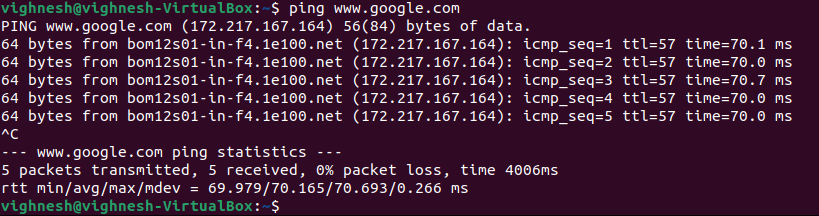 vighnesh@vighnesh-VirtualBox:~$ ping www.google.com
PING www.google.com (172.217.167.164) 56(84) bytes of data.
64 bytes from bom12s01-in-f4.1e100.net (172.217.167.164): icmp_seq=1 ttl=57 time=70.1 ms
64 bytes from bom12s01-in-f4.1e100.net (172.217.167.164): icmp_seq=2 ttl=57 time=70.0 ms
64 bytes from bom12s01-in-f4.1e100.net (172.217.167.164): icmp_seq=3 ttl=57 time=70.7 ms
64 bytes from bom12s01-in-f4.1e100.net (172.217.167.164): icmp_seq=4 ttl=57 time=70.0 ms
64 bytes from bom12s01-in-f4.1e100.net (172.217.167.164): icmp_seq=5 ttl=57 time=70.0 ms
^C
--- www.google.com ping statistics ---
5 packets transmitted, 5 received, 0% packet loss, time 4006ms
rtt min/avg/max/mdev = 69.979/70.165/70.693/0.266 ms
vighnesh@vighnesh-VirtualBox:~$